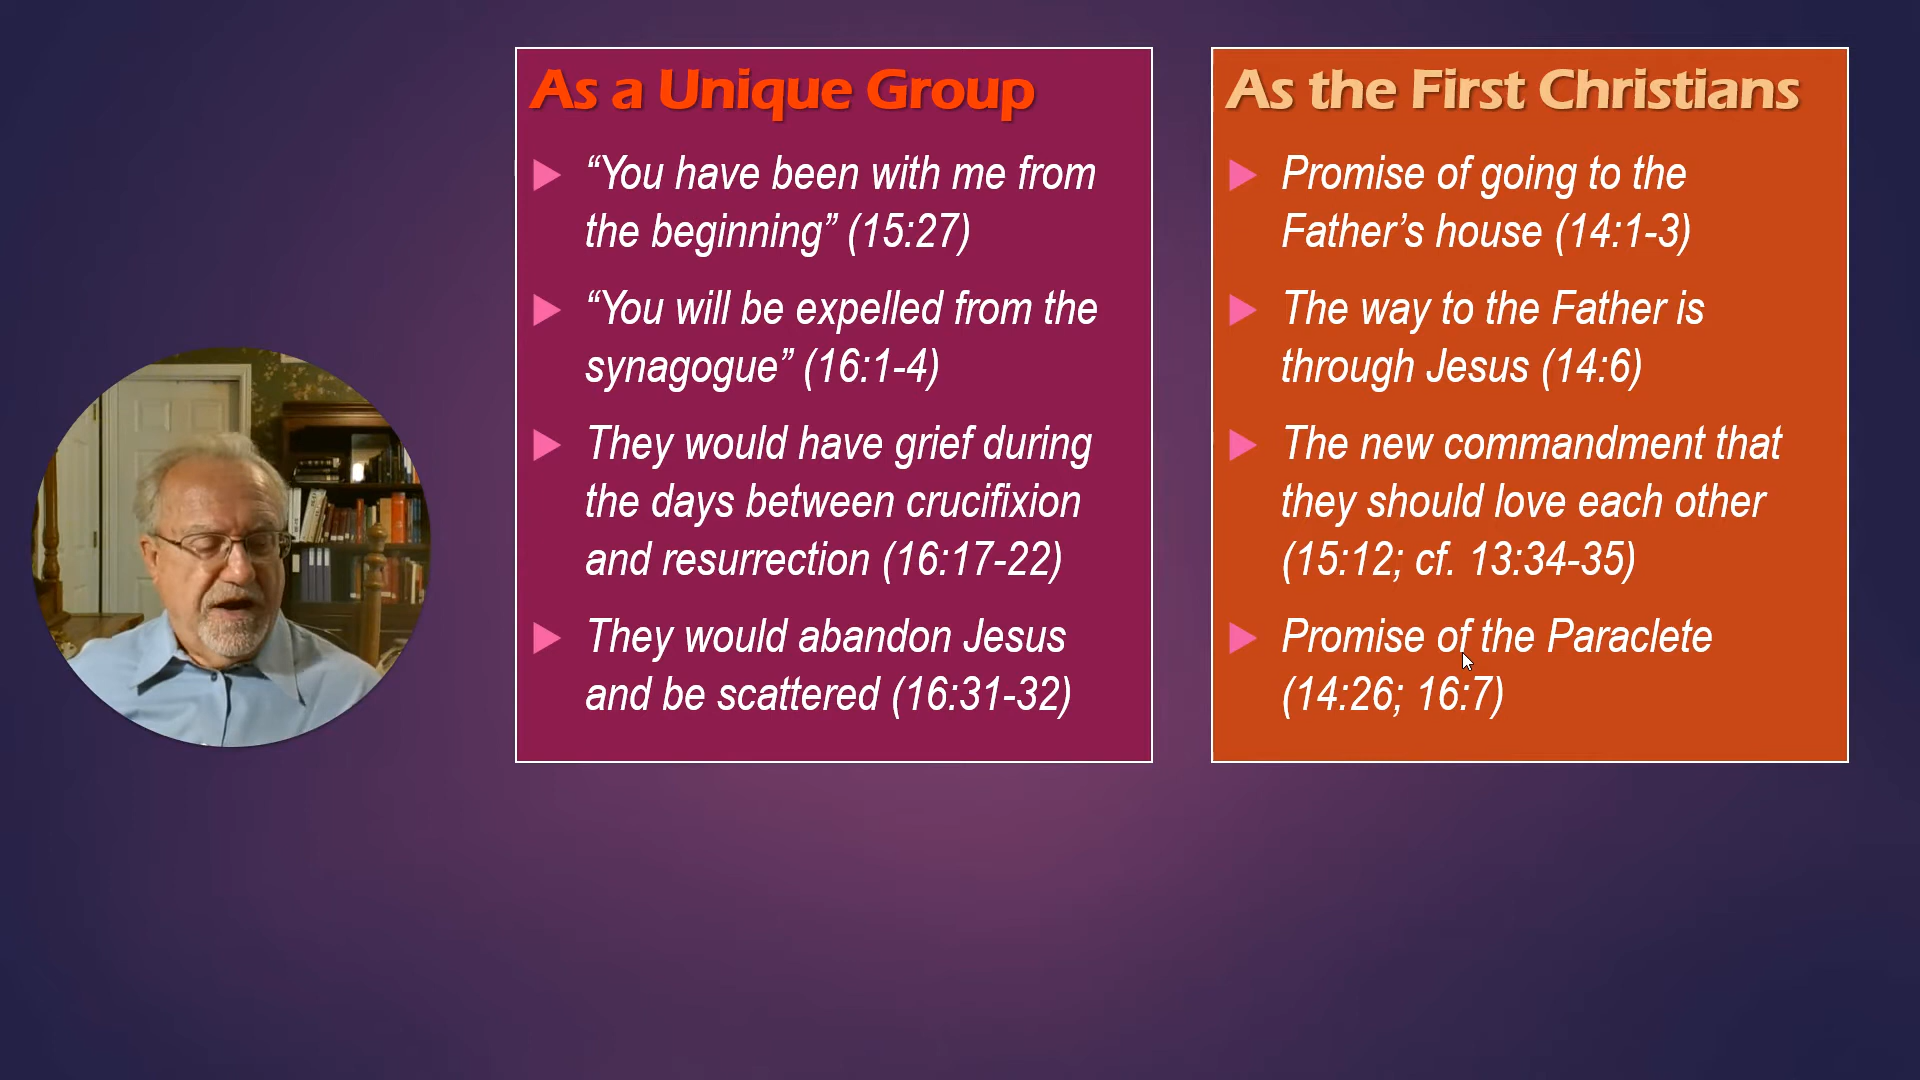 As a Unique Group
“You have been with me from
the beginning” (15:27)
“You will be expelled from the
synagogue” (16:1-4)
They would have grief during
the days between crucifixion
and resurrection (16:17-22)
They would abandon Jesus
and be scattered (16:31-32)
As the First Christians
Promise of going to the
Father’s house (14:1-3)
The way to the Father is
through Jesus (14:6)
The new commandment that
they should love each other
(15:12; cf. 13:34-35)
Promise of the Paraclete
(14:26; 16:7)